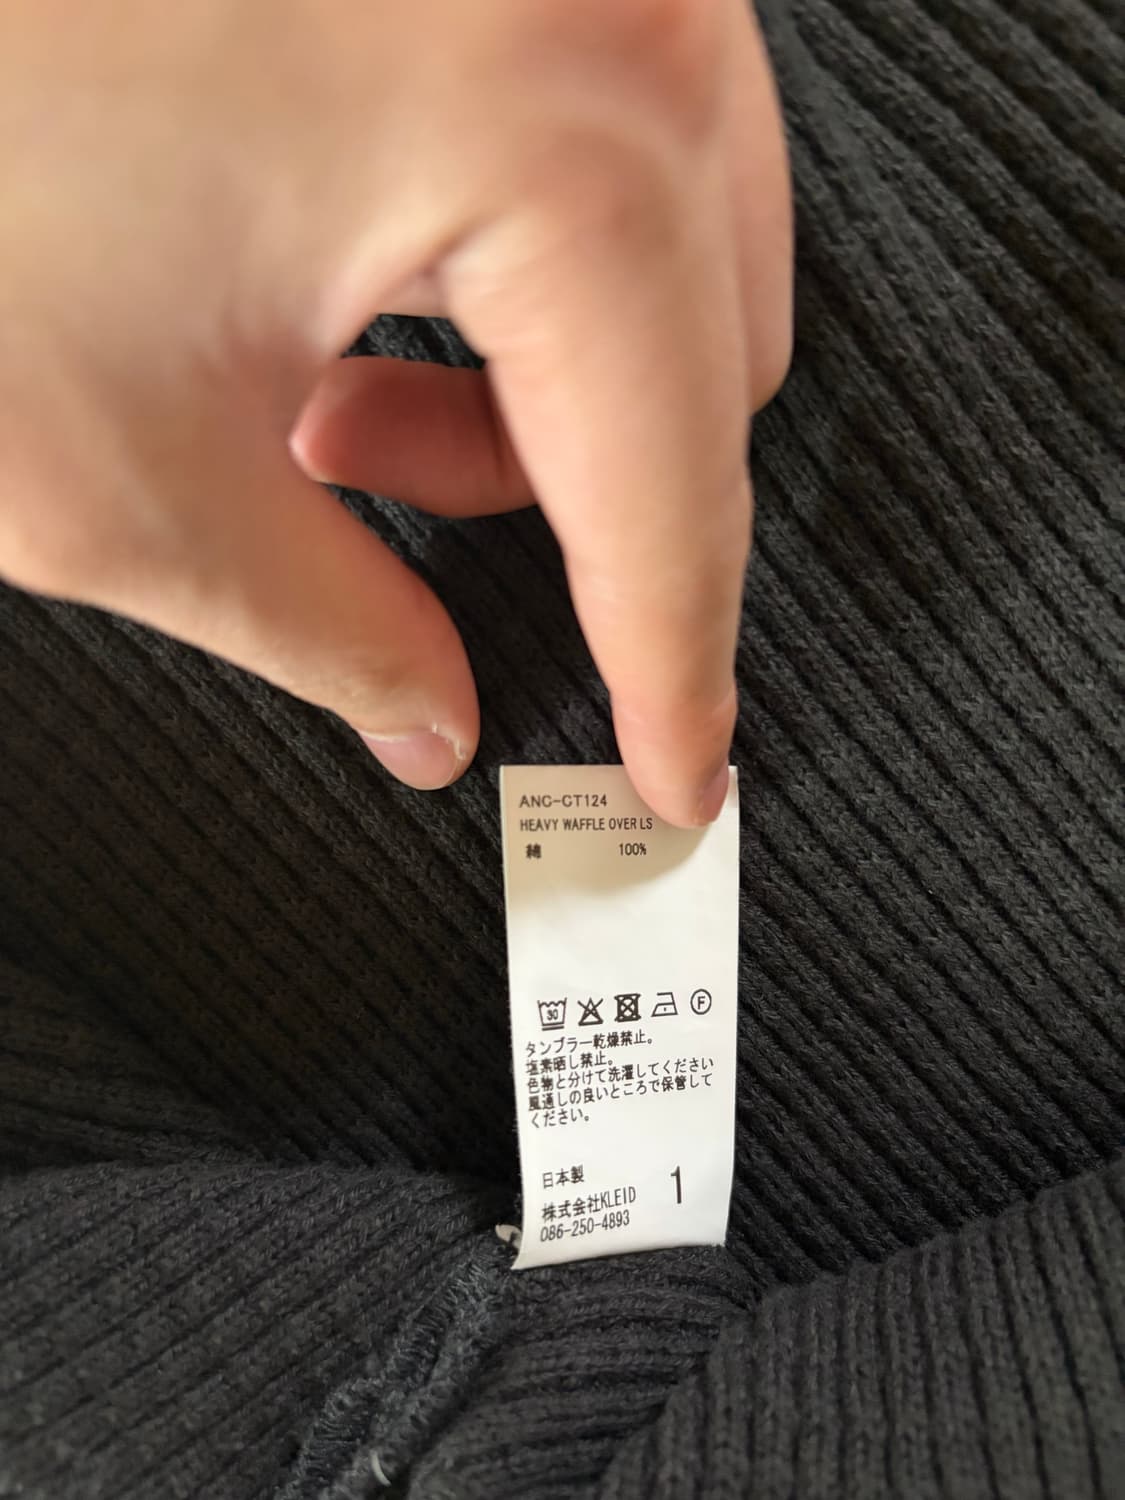 ANC-CT124
HEAVY WAFFLE OVER LS
綿 100%
30
F
タンブラー乾燥禁止。
塩素晒し禁止。
色物と分けて洗濯してください
風通しの良いところで保管して
ください。
日本製
株式会社KLEID
086-250-4893
1